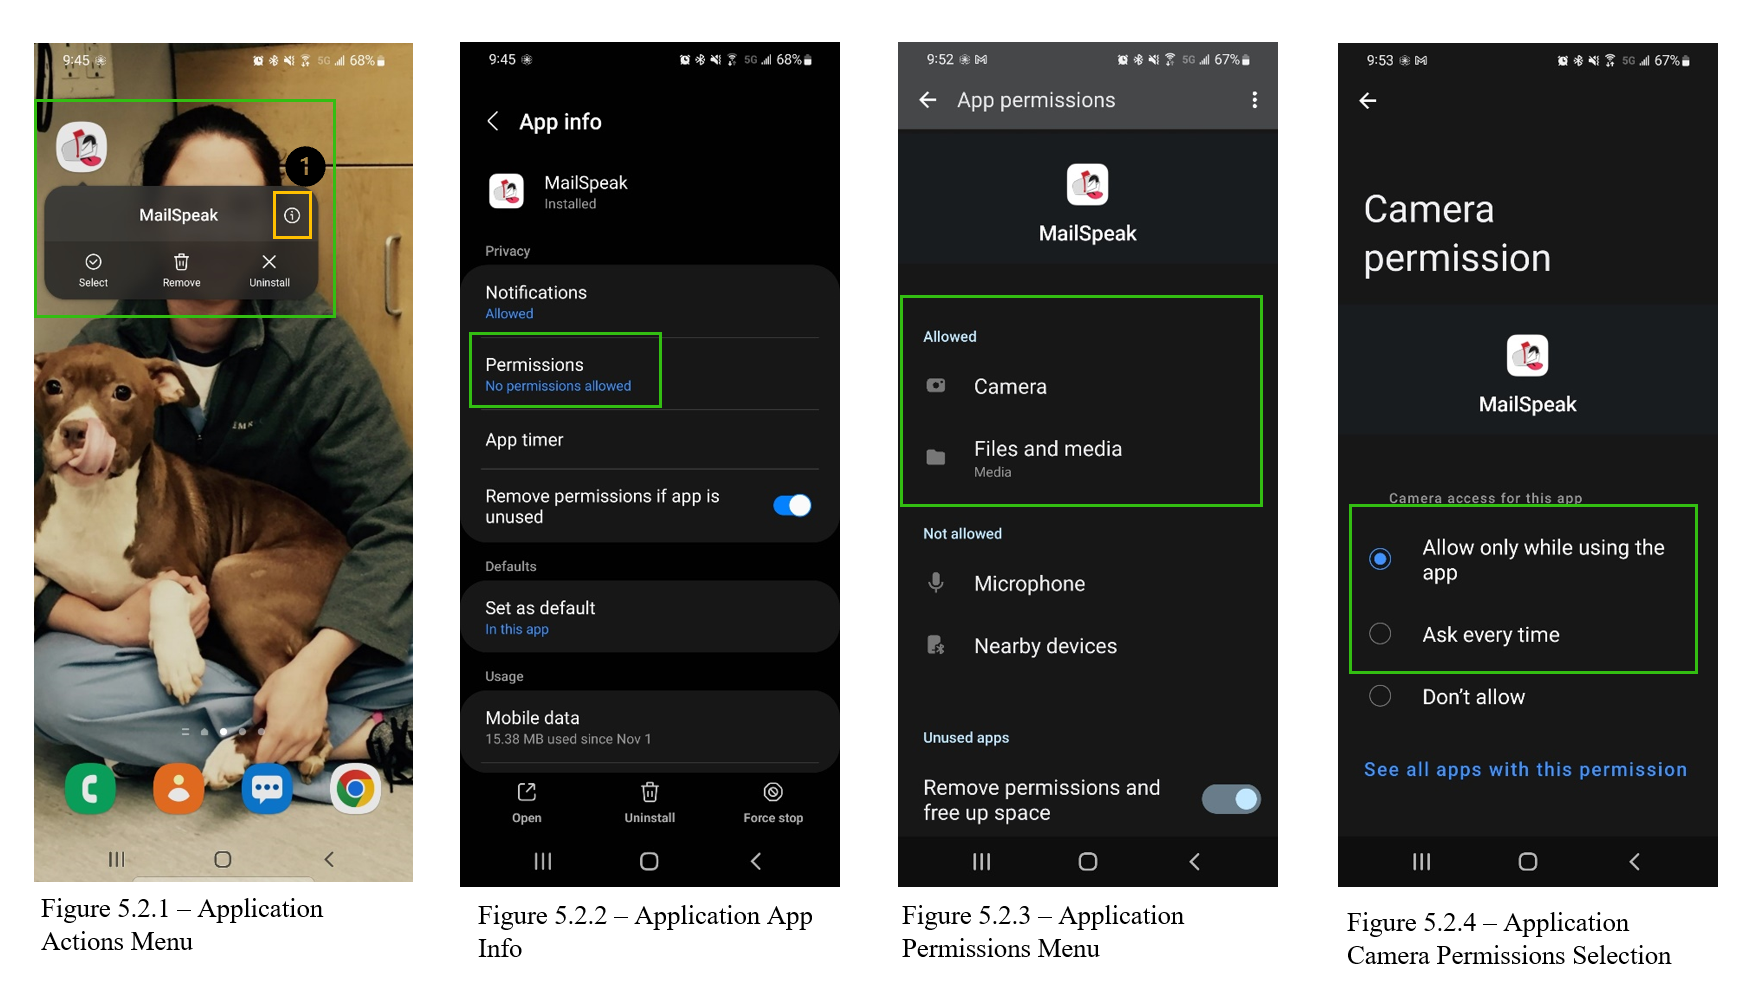 9:45
5G
68%
1
MailSpeak
Select
Remove
Uninstall
Figure 5.2.1 – Application
Actions Menu
9:45
5G
68%
App info
MailSpeak
Installed
Privacy
Notifications
Allowed
Permissions
No permissions allowed
App timer
Remove permissions if app is
unused
Defaults
Set as default
In this app
Usage
Mobile data
15.38 MB used since Nov 1
Open
Uninstall
Force stop
Figure 5.2.2 – Application App
Info
9:52
5G
67%
App permissions
MailSpeak
Allowed
Camera
Files and media
Media
Not allowed
Microphone
Nearby devices
Unused apps
Remove permissions and
free up space
Figure 5.2.3 – Application
Permissions Menu
9:53
5G
67%
Camera
permission
MailSpeak
Camera access for this app
Allow only while using the
app
Ask every time
Don’t allow
See all apps with this permission
Figure 5.2.4 – Application
Camera Permissions Selection